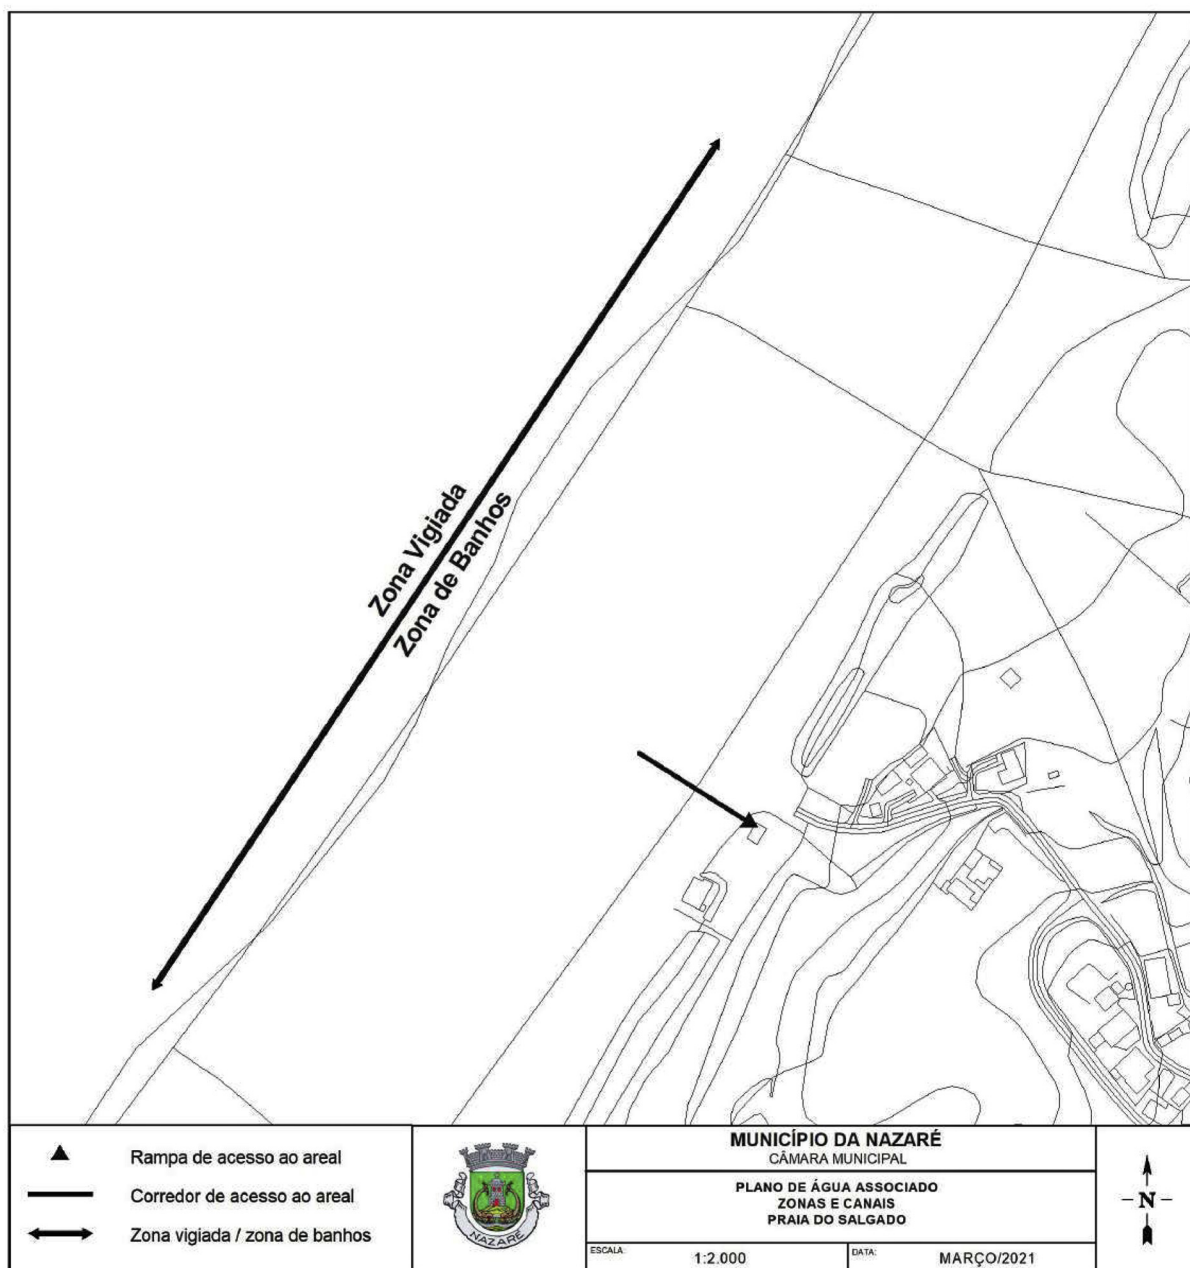 Zona Vigiada
Zona de Banhos
Rampa de acesso ao areal
Corredor de acesso ao areal
Zona vigiada / zona de banhos
NAZARÉ
MUNICÍPIO DA NAZARÉ
CÂMARA MUNICIPAL
PLANO DE ÁGUA ASSOCIADO
ZONAS E CANAIS
PRAIA DO SALGADO
ESCALA: 1:2.000
DATA: MARÇO/2021
N